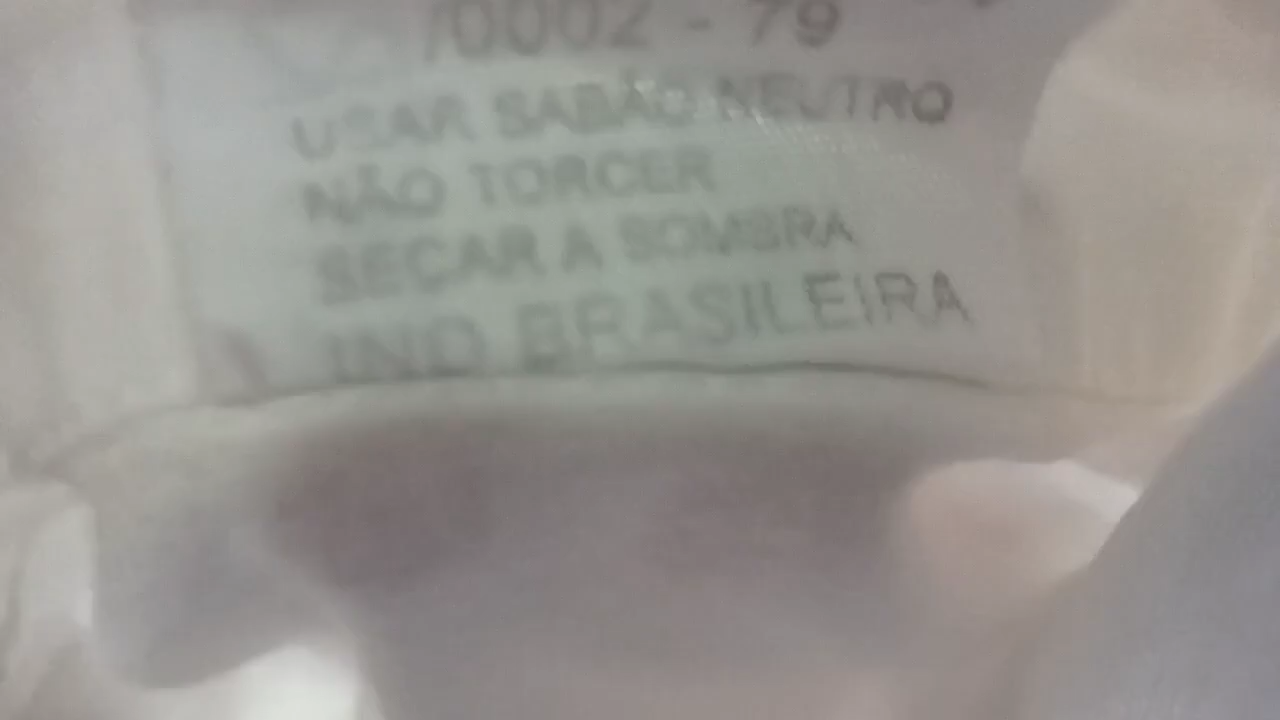 /0002 - 79
USAR SABÃO NEUTRO
NÃO TORCER
SECAR A SOMBRA
IND BRASILEIRA